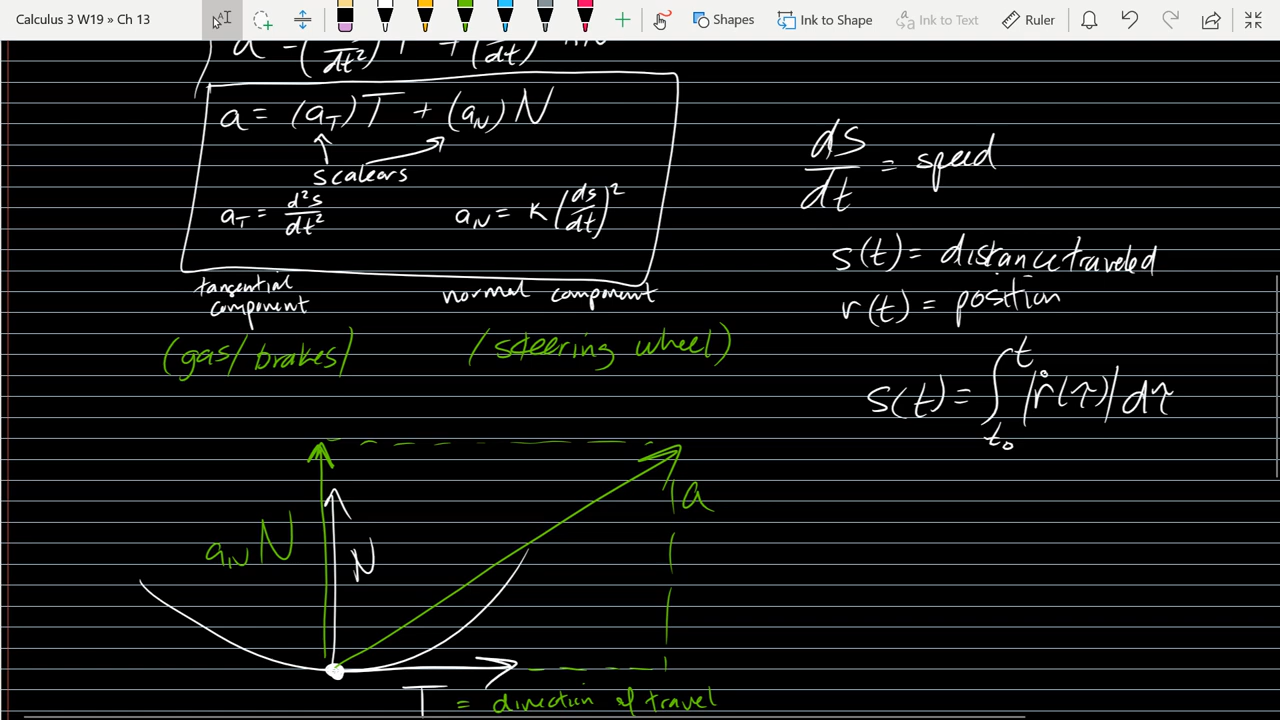 Calculus 3 W19 » Ch 13
Shapes
Ink to Shape
Ink to Text
Ruler
a = (a_T) T + (a_N) N
scalears
a_T = d²s/dt²
a_N = κ (ds/dt)²
tangential component
normal component
(gas/brakes)
(steering wheel)
ds/dt = speed
s(t) = distance traveled
r(t) = position
s(t) = ∫_{t₀}^{t} |ṙ(τ)| dτ
a_N N
N
a
T = direction of travel